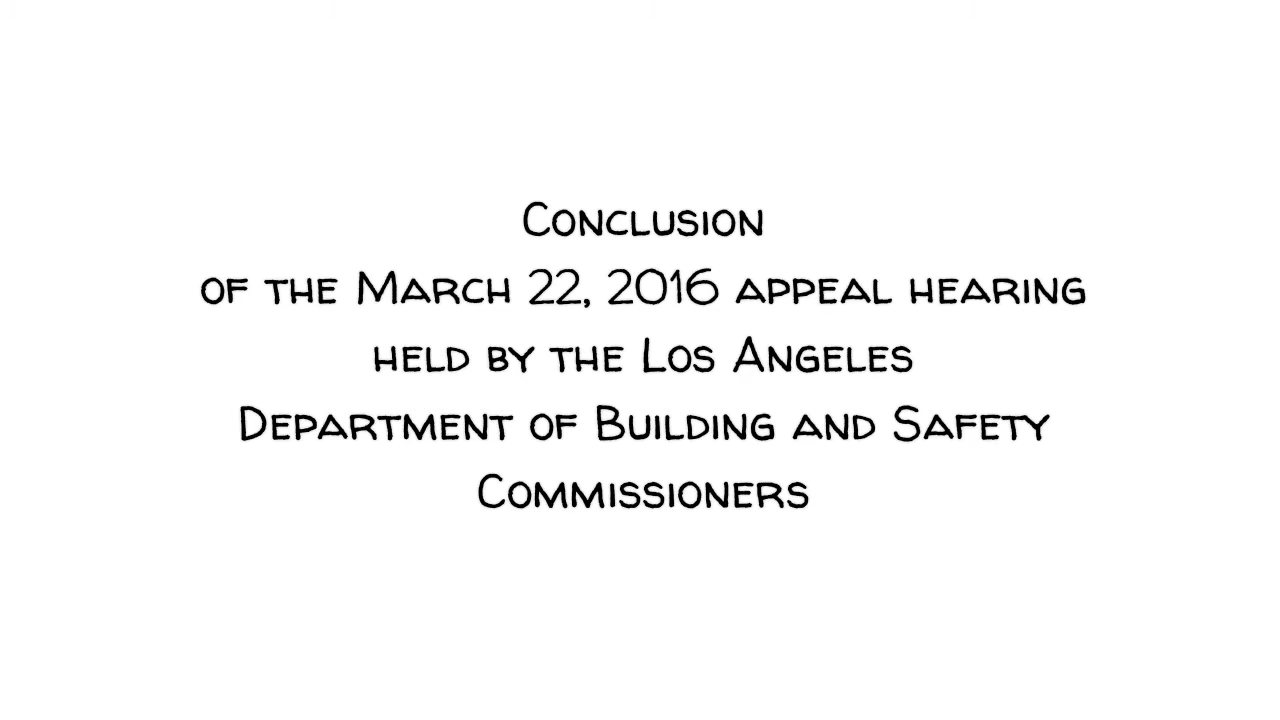 Conclusion
of the March 22, 2016 appeal hearing
held by the Los Angeles
Department of Building and Safety
Commissioners